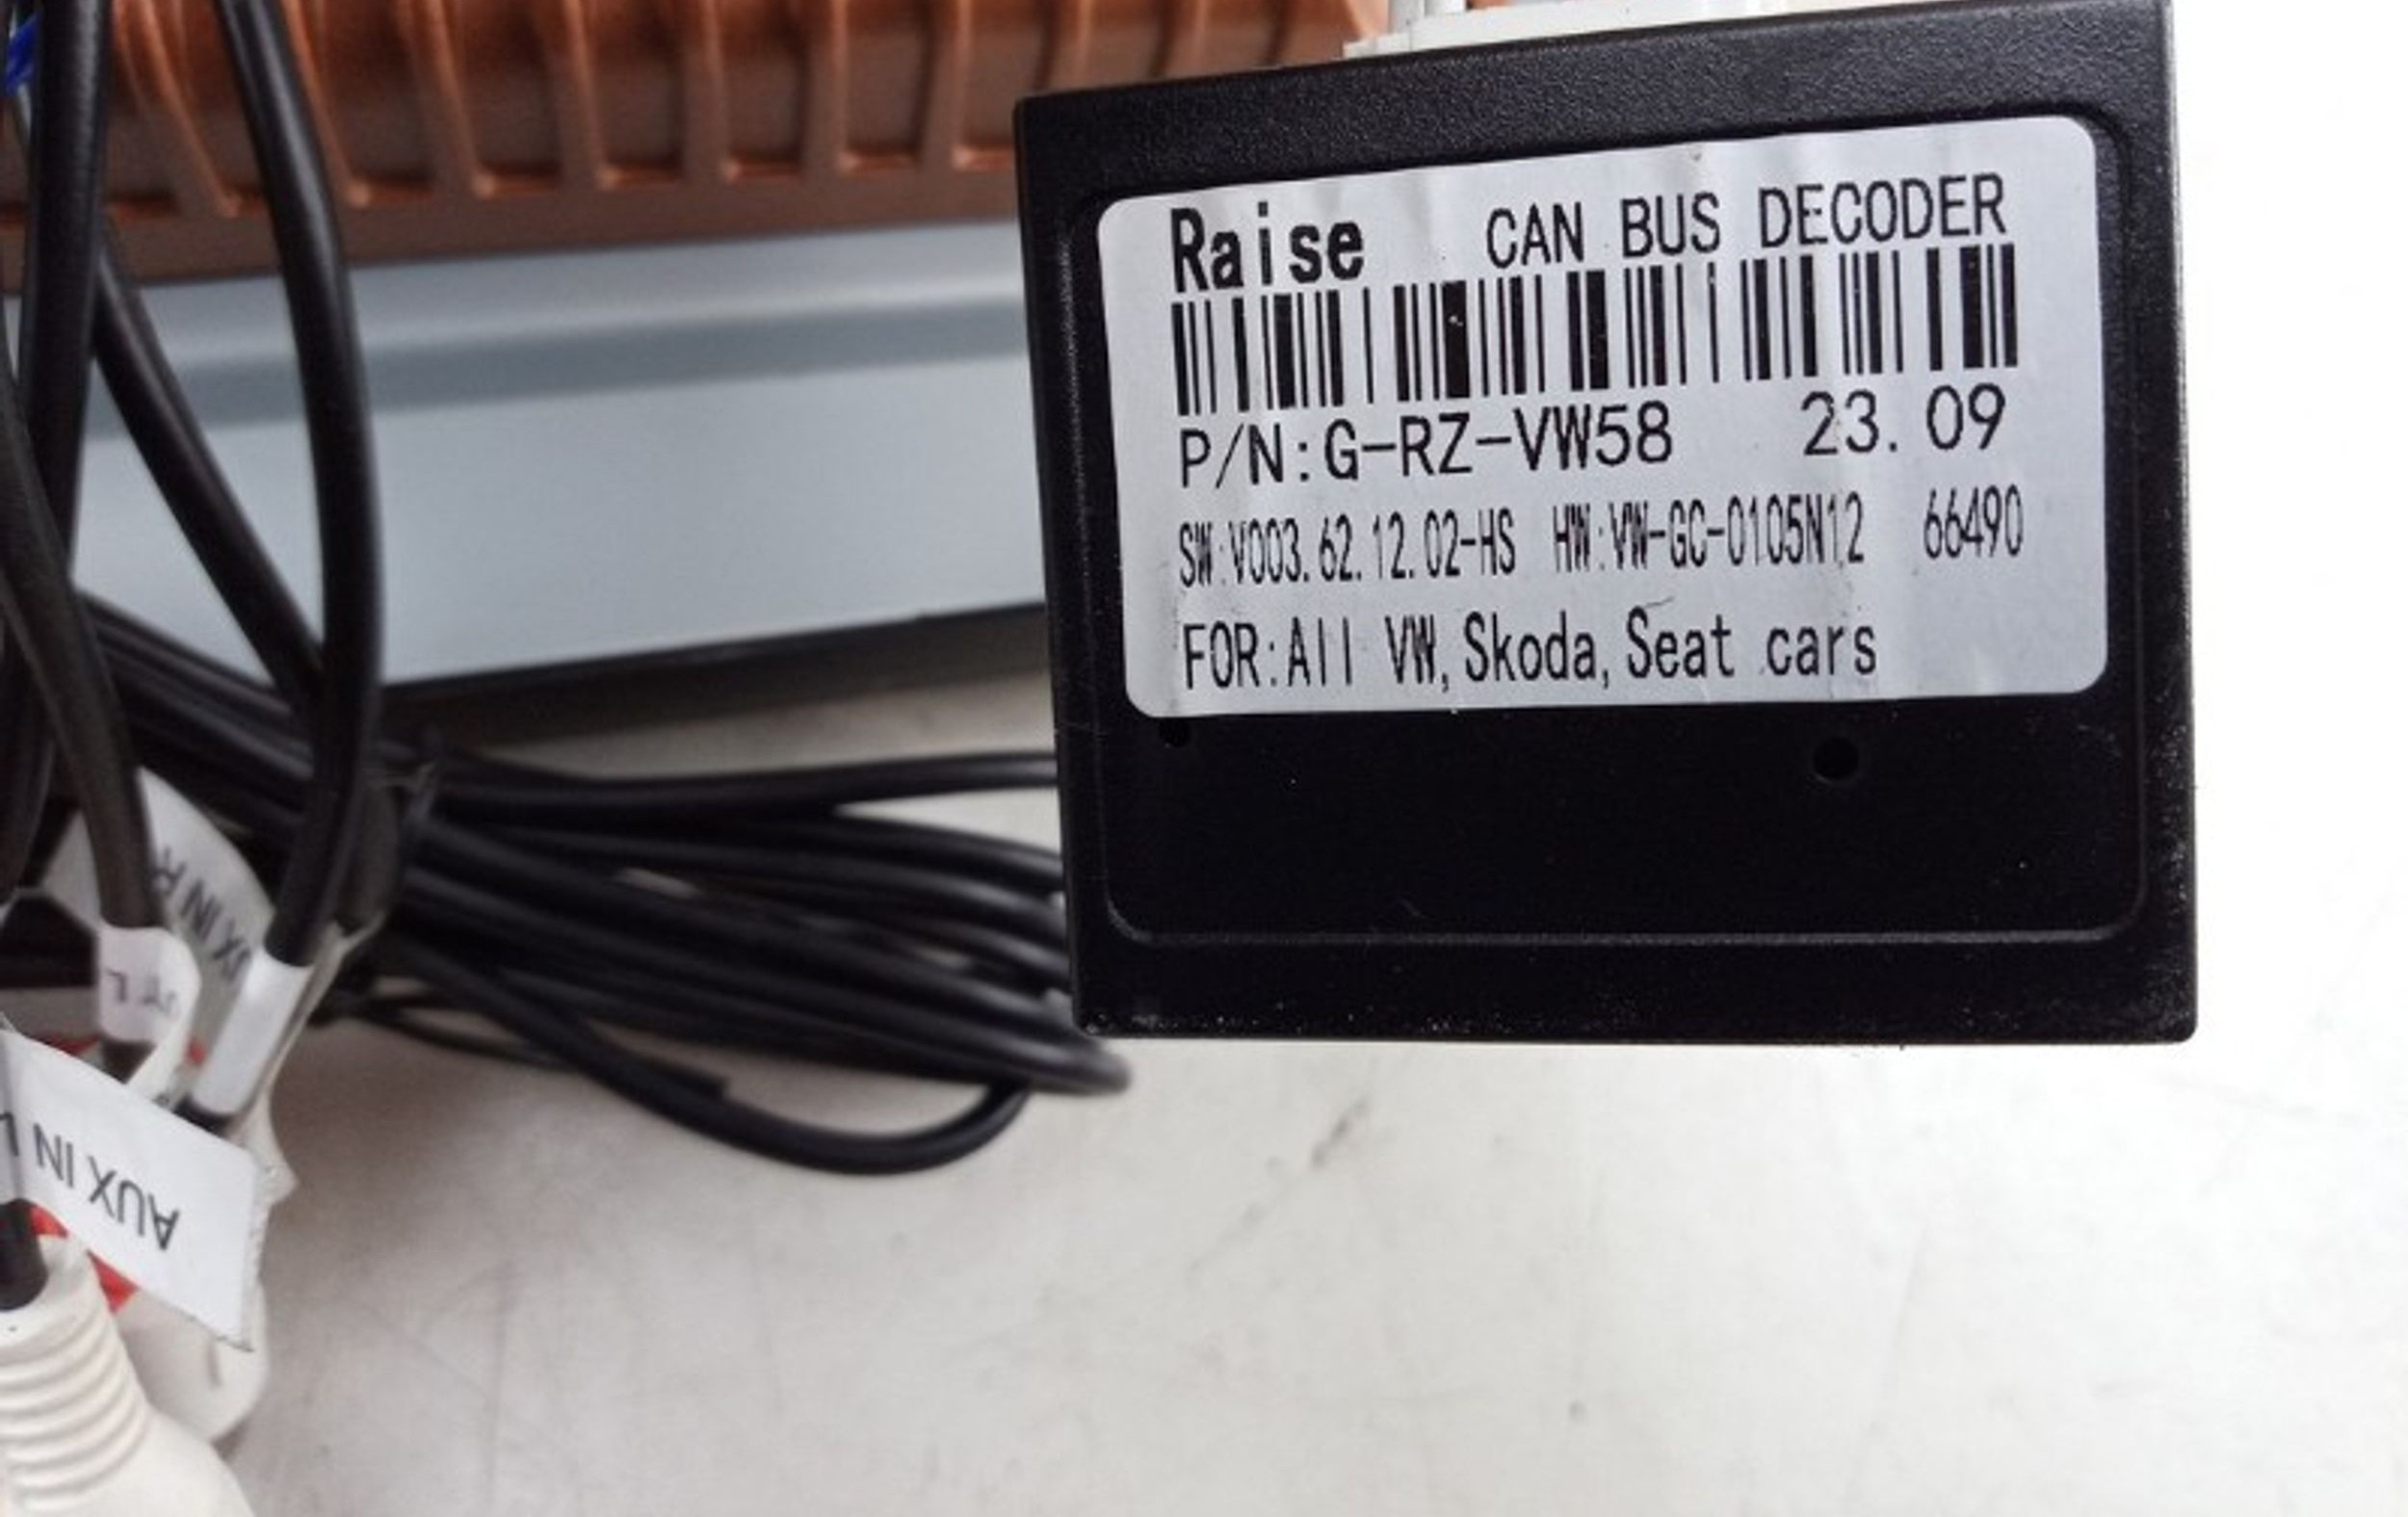 Raise CAN BUS DECODER
P/N:G-RZ-VW58 23.09
SW:V003.62.12.02-HS HW:VW-GC-0105N12 66490
FOR:All VW,Skoda,Seat cars
IN R
L
AUX IN L